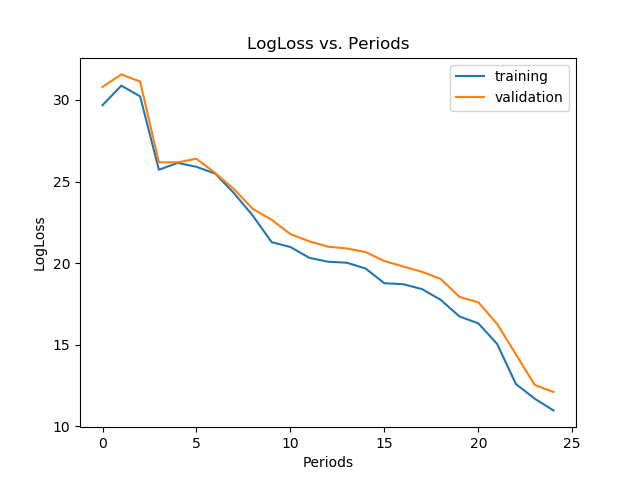 LogLoss vs. Periods
training
validation
30
25
20
15
10
LogLoss
0 5 10 15 20 25
Periods